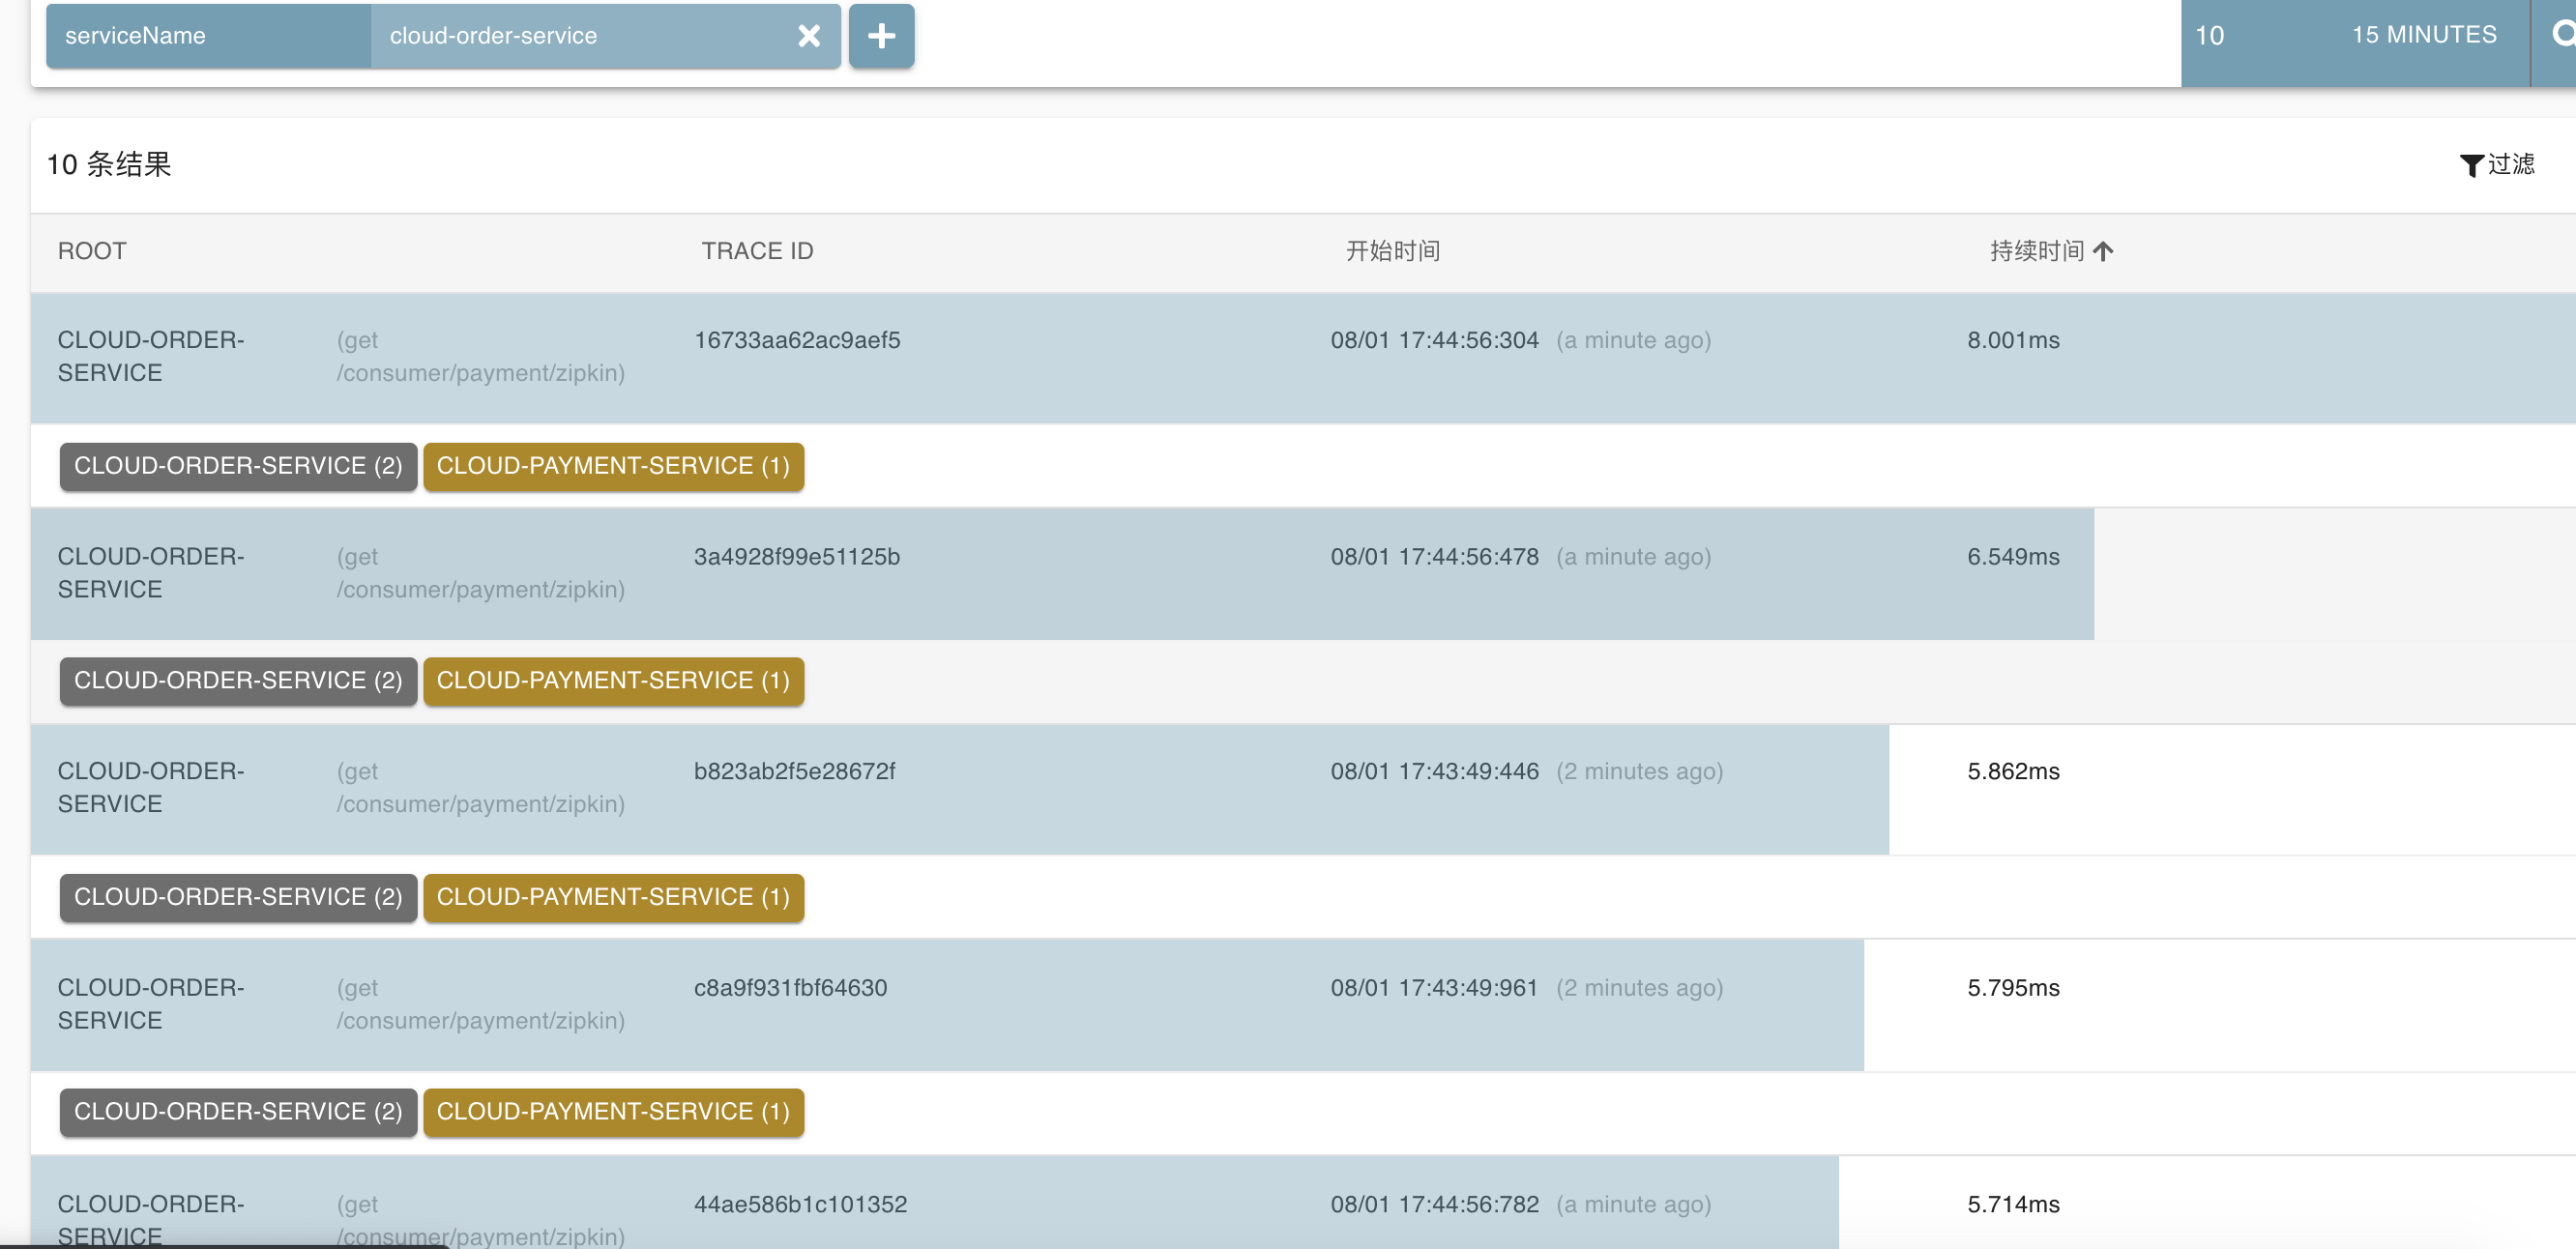 serviceName cloud-order-service 10 15 MINUTES
10 条结果 过滤
ROOT TRACE ID 开始时间 持续时间
CLOUD-ORDER- (get 16733aa62ac9aef5 08/01 17:44:56:304 (a minute ago) 8.001ms
SERVICE /consumer/payment/zipkin)
CLOUD-ORDER-SERVICE (2) CLOUD-PAYMENT-SERVICE (1)
CLOUD-ORDER- (get 3a4928f99e51125b 08/01 17:44:56:478 (a minute ago) 6.549ms
SERVICE /consumer/payment/zipkin)
CLOUD-ORDER-SERVICE (2) CLOUD-PAYMENT-SERVICE (1)
CLOUD-ORDER- (get b823ab2f5e28672f 08/01 17:43:49:446 (2 minutes ago) 5.862ms
SERVICE /consumer/payment/zipkin)
CLOUD-ORDER-SERVICE (2) CLOUD-PAYMENT-SERVICE (1)
CLOUD-ORDER- (get c8a9f931fbf64630 08/01 17:43:49:961 (2 minutes ago) 5.795ms
SERVICE /consumer/payment/zipkin)
CLOUD-ORDER-SERVICE (2) CLOUD-PAYMENT-SERVICE (1)
CLOUD-ORDER- (get 44ae586b1c101352 08/01 17:44:56:782 (a minute ago) 5.714ms
SERVICE /consumer/payment/zipkin)